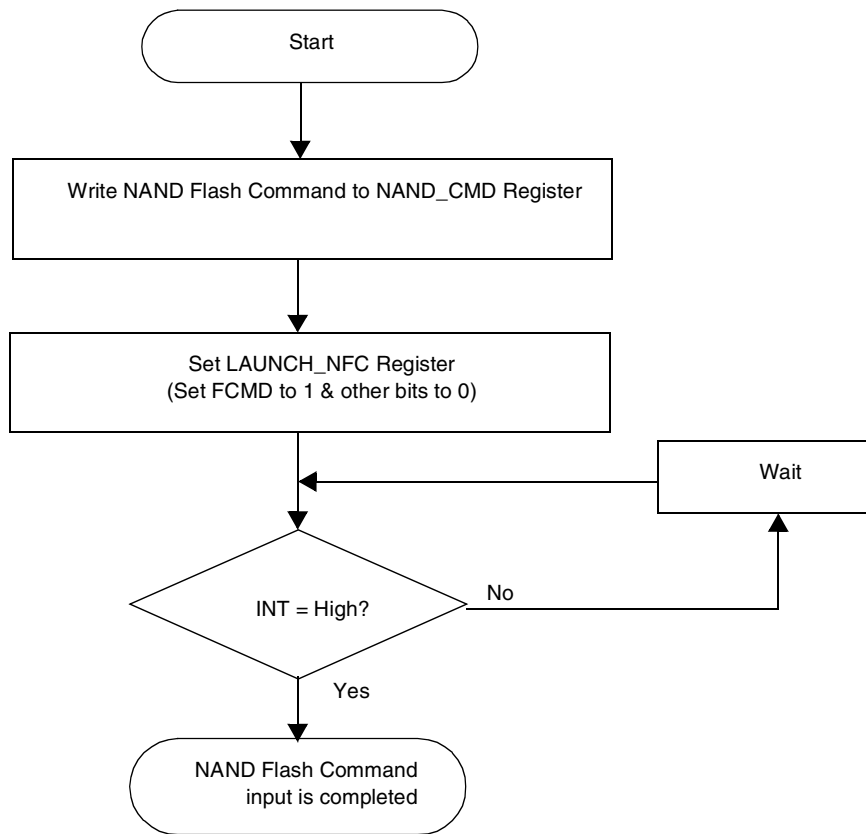 Start
Write NAND Flash Command to NAND_CMD Register
Set LAUNCH_NFC Register
(Set FCMD to 1 & other bits to 0)
Wait
INT = High?
No
Yes
NAND Flash Command
input is completed